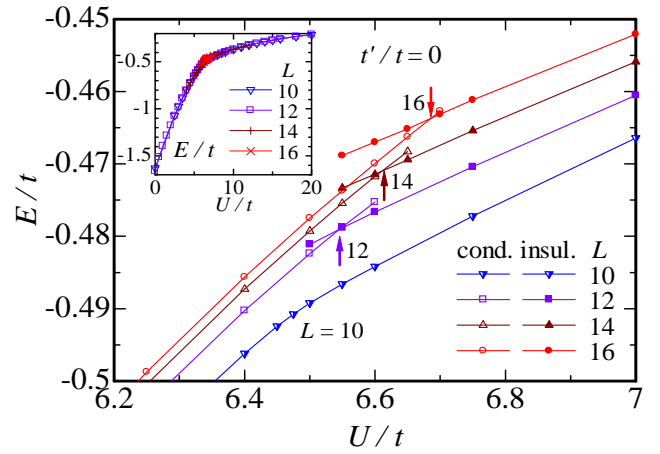 -0.45
-0.46
-0.47
-0.48
-0.49
-0.5
E/t
6.2 6.4 6.6 6.8 7
U/t
t'/t=0
16
14
12
L=10
cond. insul. L
10
12
14
16
-0.5
-1
-1.5
E/t
0 10 20
U/t
L
10
12
14
16